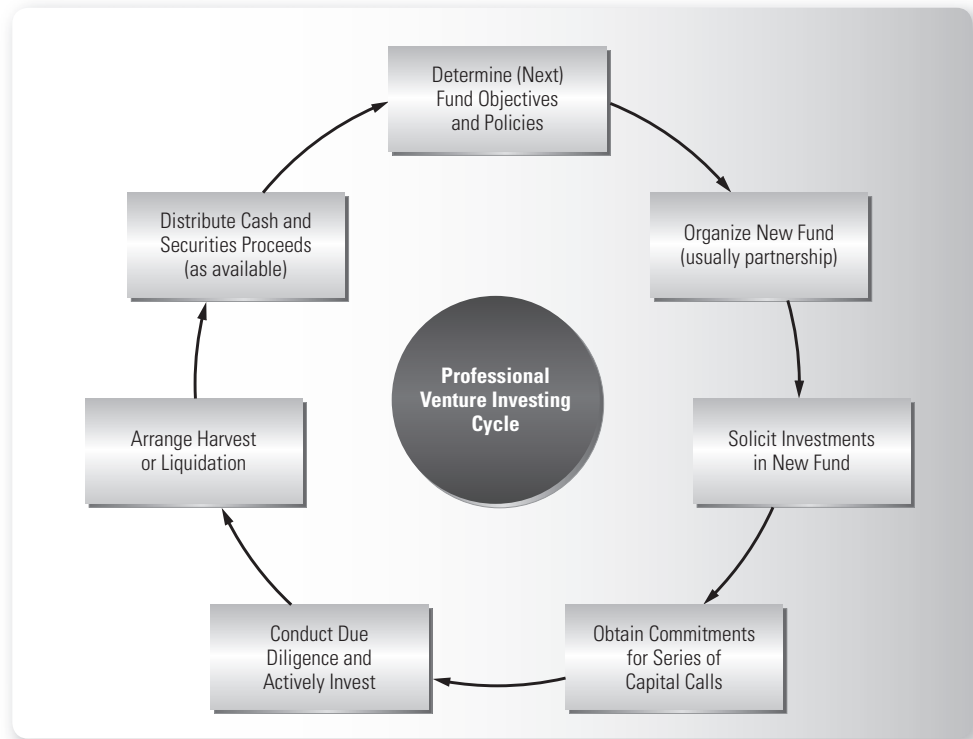 Determine (Next)
Fund Objectives
and Policies
Organize New Fund
(usually partnership)
Solicit Investments
in New Fund
Obtain Commitments
for Series of
Capital Calls
Conduct Due
Diligence and
Actively Invest
Arrange Harvest
or Liquidation
Distribute Cash and
Securities Proceeds
(as available)
Professional
Venture Investing
Cycle